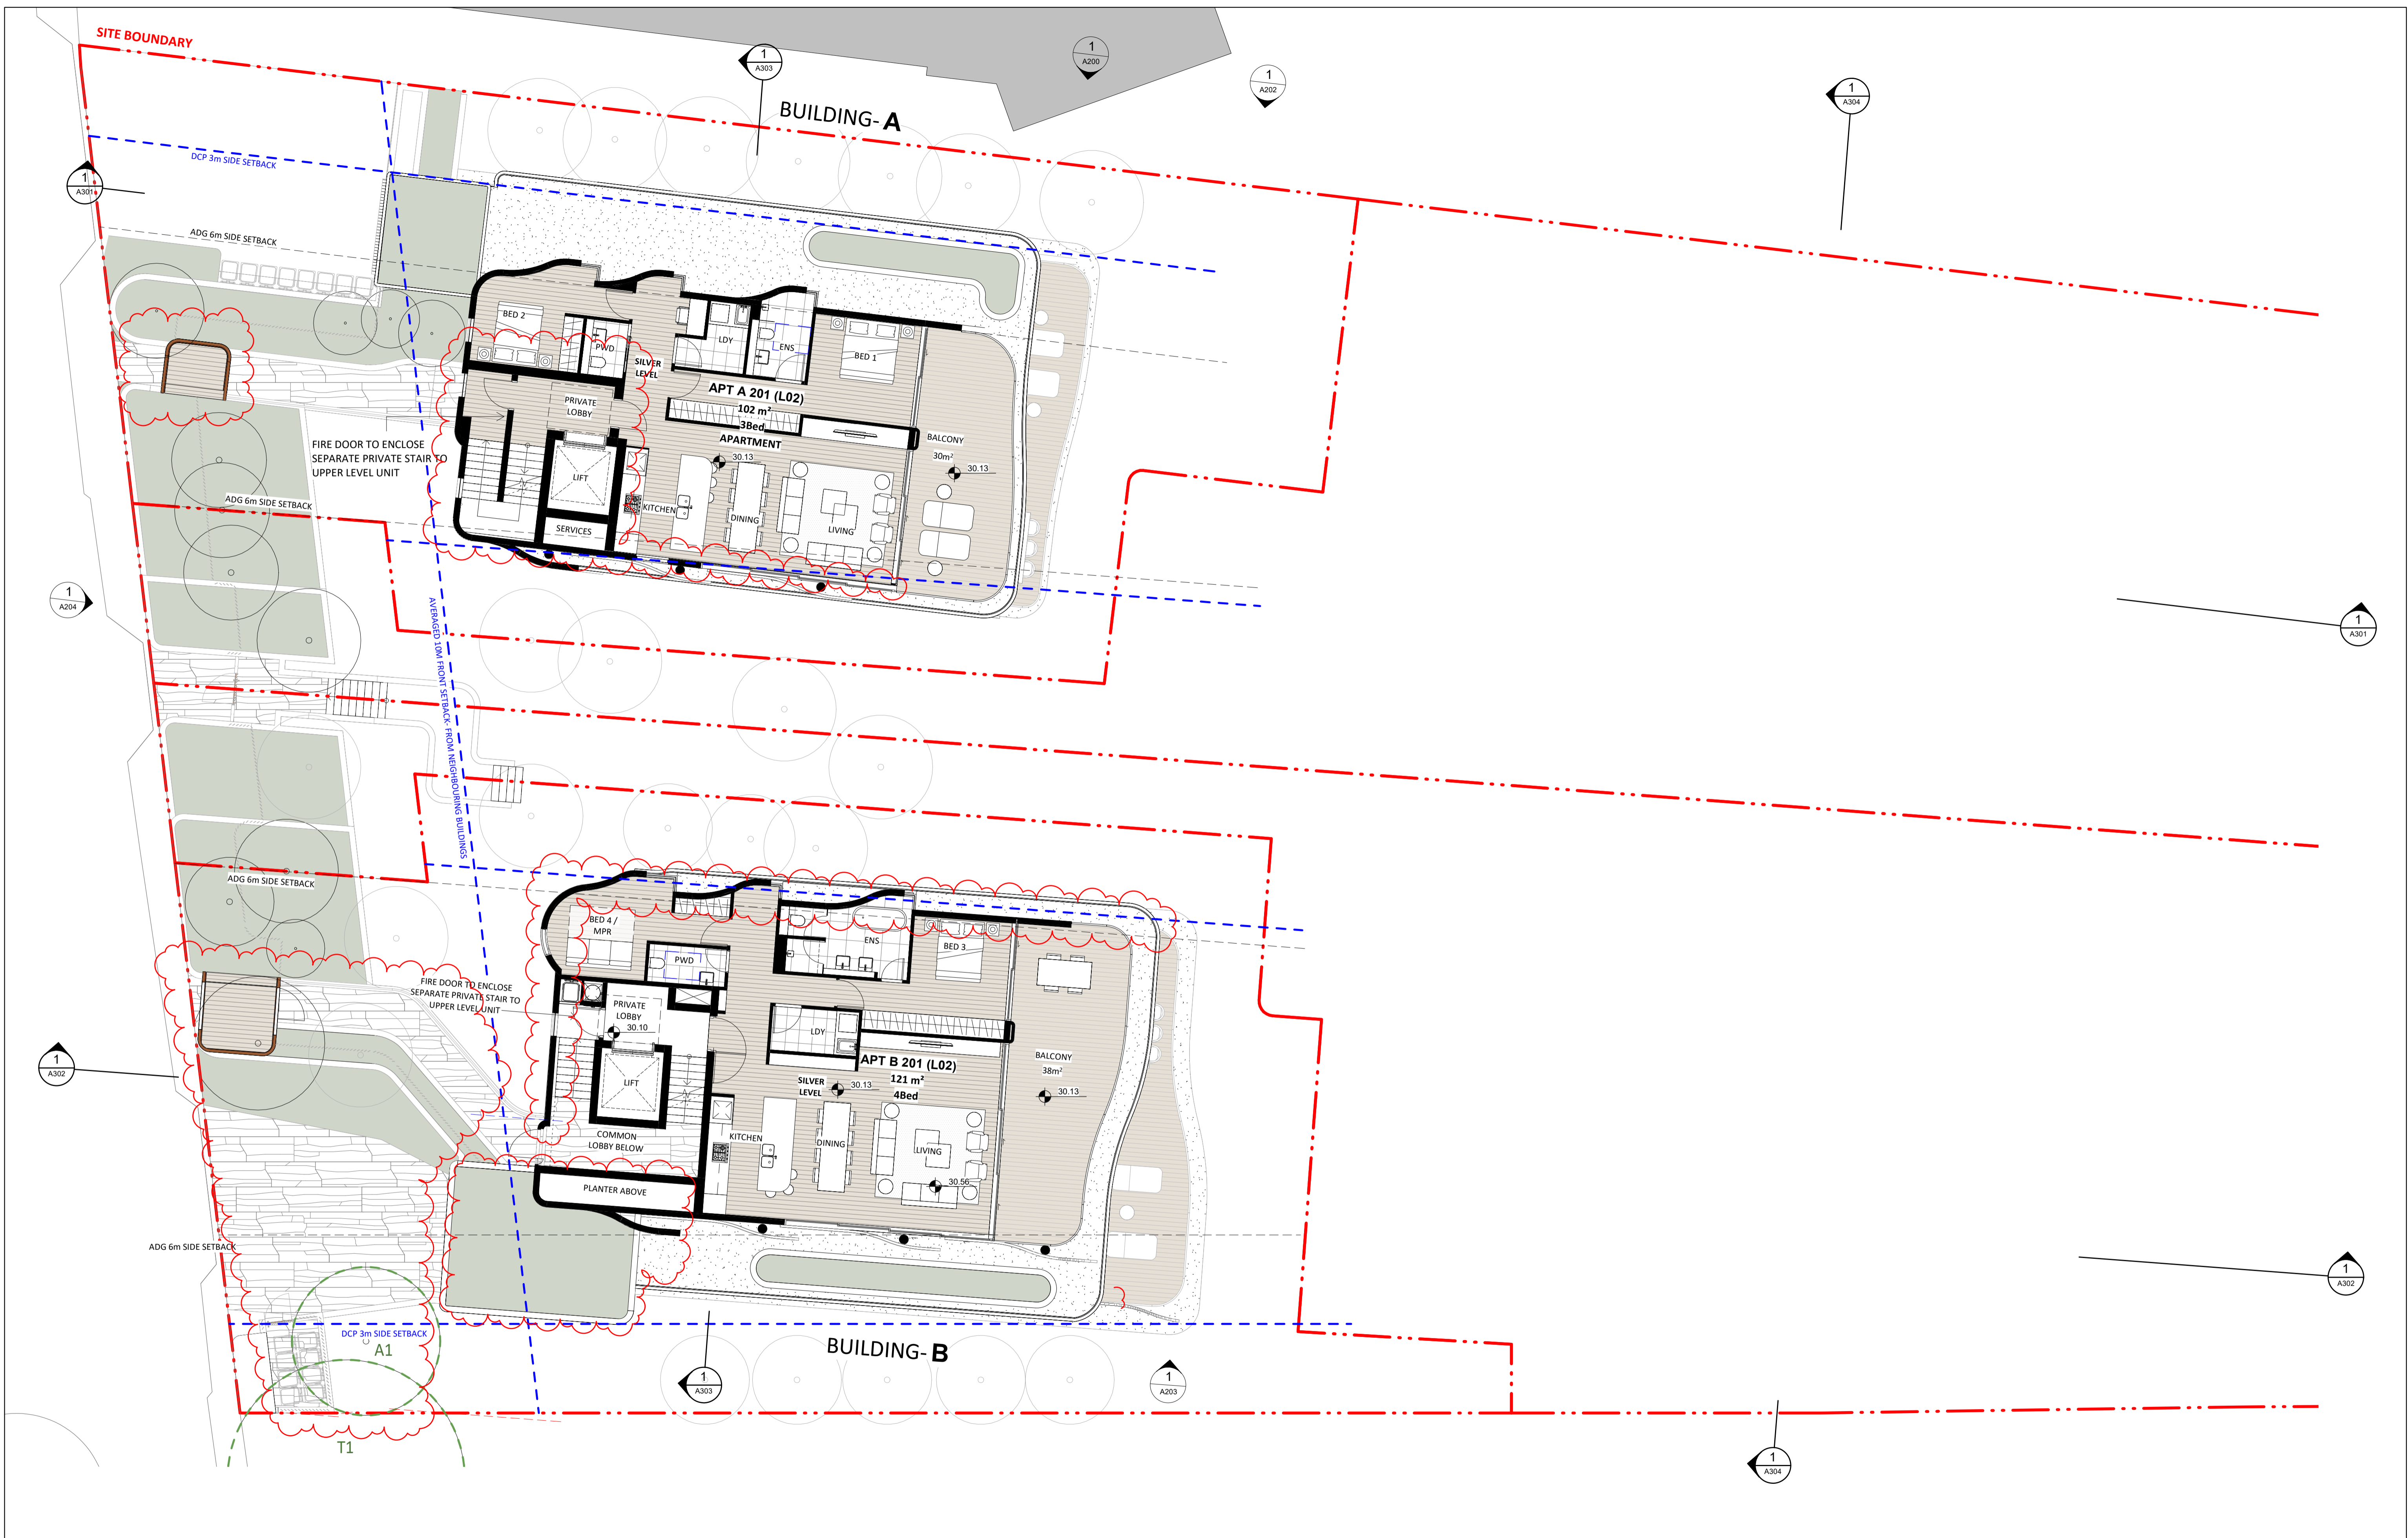 SITE BOUNDARY
1
A303
1
A200
1
A202
1
A304
BUILDING- A
DCP 3m SIDE SETBACK
1
A301
ADG 6m SIDE SETBACK
BED 2
PWD
SILVER
LEVEL
LDY
ENS
BED 1
APT A 201 (L02)
102 m²
3Bed
APARTMENT
PRIVATE
LOBBY
BALCONY
30m²
30.13
30.13
FIRE DOOR TO ENCLOSE
SEPARATE PRIVATE STAIR TO
UPPER LEVEL UNIT
LIFT
KITCHEN
DINING
LIVING
SERVICES
ADG 6m SIDE SETBACK
1
A204
AVERAGED 10M FRONT SETBACK- FROM NEIGHBOURING BUILDINGS
1
A301
ADG 6m SIDE SETBACK
BED 4 /
MPR
ENS
BED 3
PWD
FIRE DOOR TO ENCLOSE
SEPARATE PRIVATE STAIR TO
UPPER LEVEL UNIT
PRIVATE
LOBBY
30.10
LDY
1
A302
LIFT
APT B 201 (L02)
121 m²
4Bed
SILVER
LEVEL
30.13
BALCONY
38m²
30.13
COMMON
LOBBY BELOW
KITCHEN
DINING
LIVING
30.56
PLANTER ABOVE
ADG 6m SIDE SETBACK
1
A302
DCP 3m SIDE SETBACK
A1
BUILDING- B
1
A303
1
A203
T1
1
A304